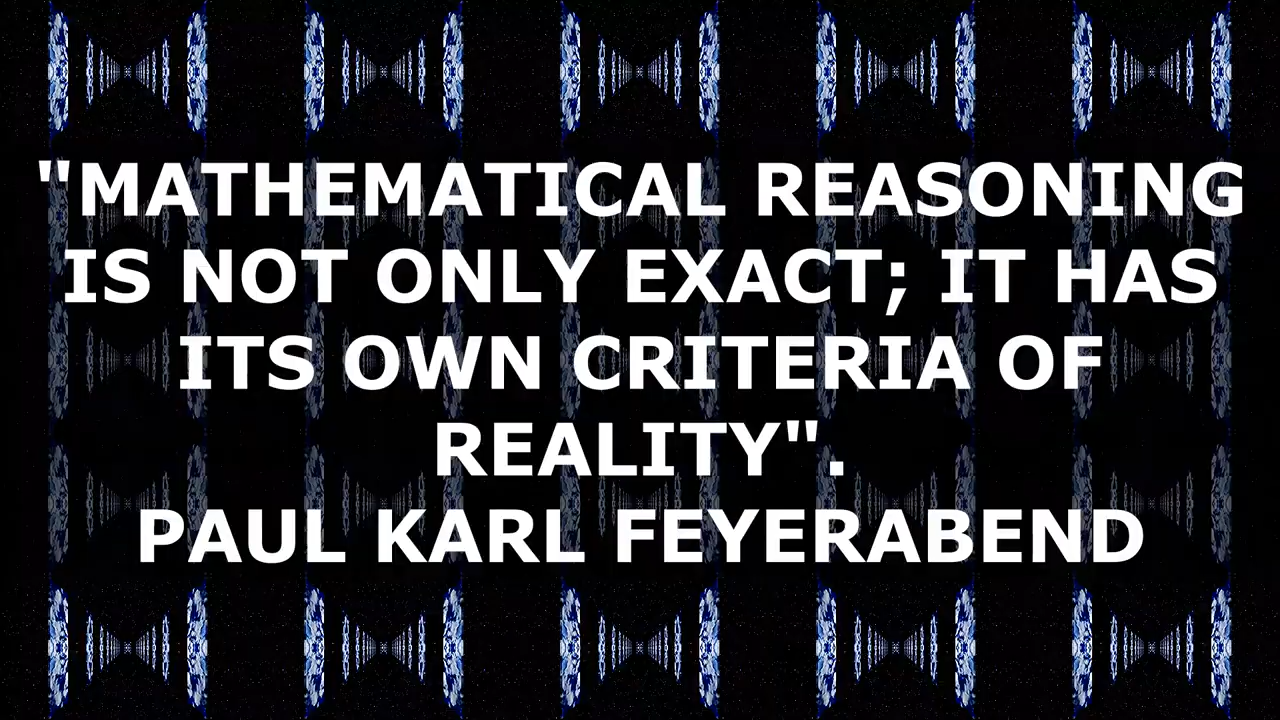 "MATHEMATICAL REASONING
IS NOT ONLY EXACT; IT HAS
ITS OWN CRITERIA OF
REALITY".
PAUL KARL FEYERABEND